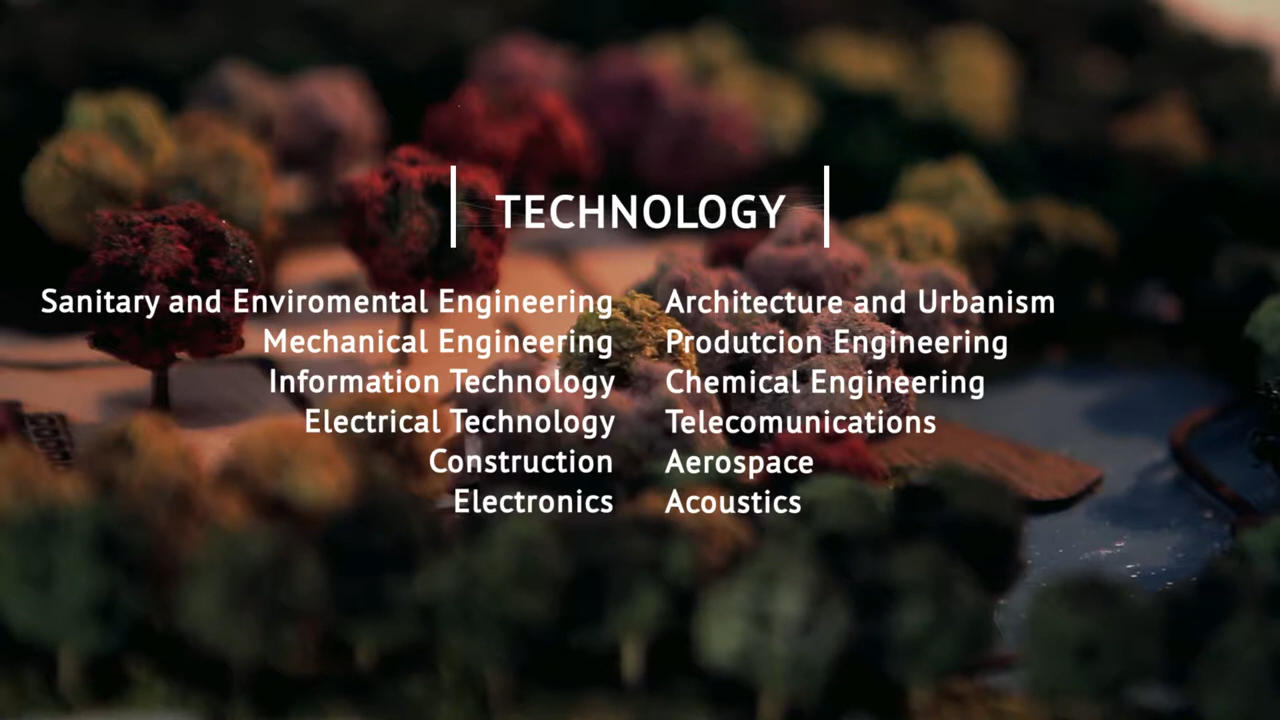 TECHNOLOGY
Sanitary and Enviromental Engineering
Mechanical Engineering
Information Technology
Electrical Technology
Construction
Electronics
Architecture and Urbanism
Produtcion Engineering
Chemical Engineering
Telecomunications
Aerospace
Acoustics